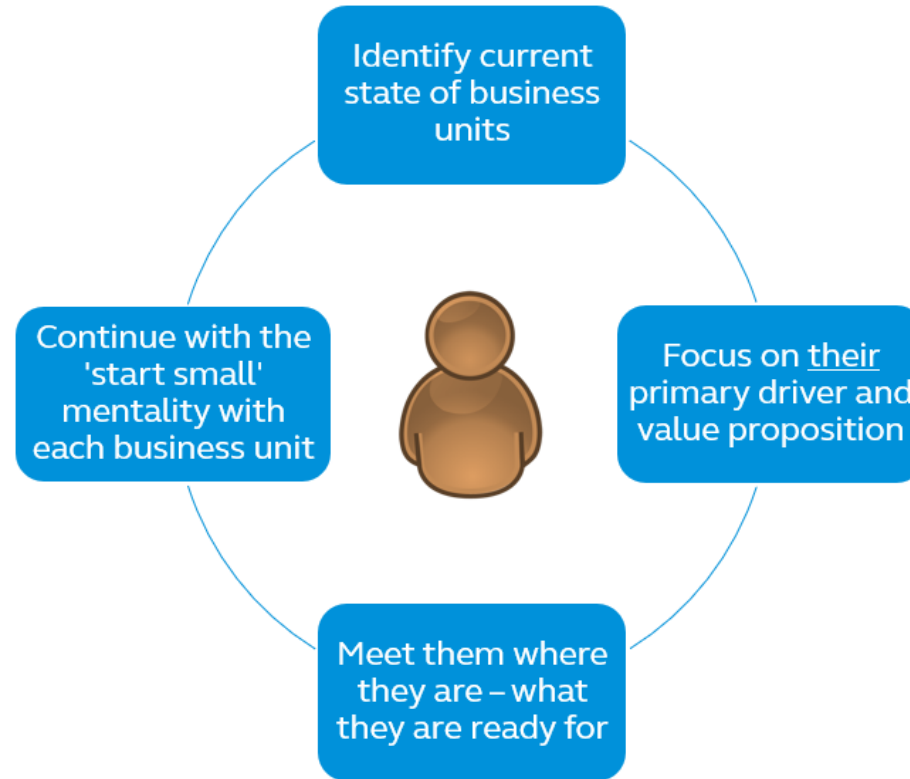 Identify current
state of business
units
Focus on their
primary driver and
value proposition
Meet them where
they are – what
they are ready for
Continue with the
'start small'
mentality with
each business unit